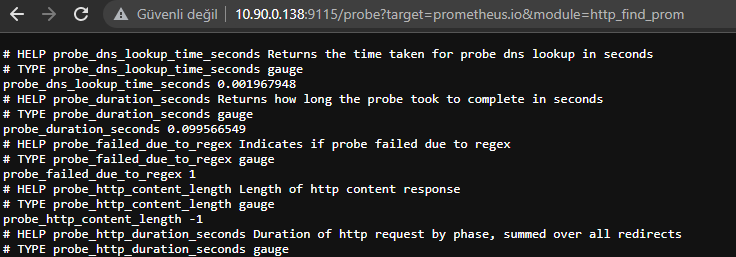 Güvenli değil 10.90.0.138:9115/probe?target=prometheus.io&module=http_find_prom
# HELP probe_dns_lookup_time_seconds Returns the time taken for probe dns lookup in seconds
# TYPE probe_dns_lookup_time_seconds gauge
probe_dns_lookup_time_seconds 0.001967948
# HELP probe_duration_seconds Returns how long the probe took to complete in seconds
# TYPE probe_duration_seconds gauge
probe_duration_seconds 0.099566549
# HELP probe_failed_due_to_regex Indicates if probe failed due to regex
# TYPE probe_failed_due_to_regex gauge
probe_failed_due_to_regex 1
# HELP probe_http_content_length Length of http content response
# TYPE probe_http_content_length gauge
probe_http_content_length -1
# HELP probe_http_duration_seconds Duration of http request by phase, summed over all redirects
# TYPE probe_http_duration_seconds gauge